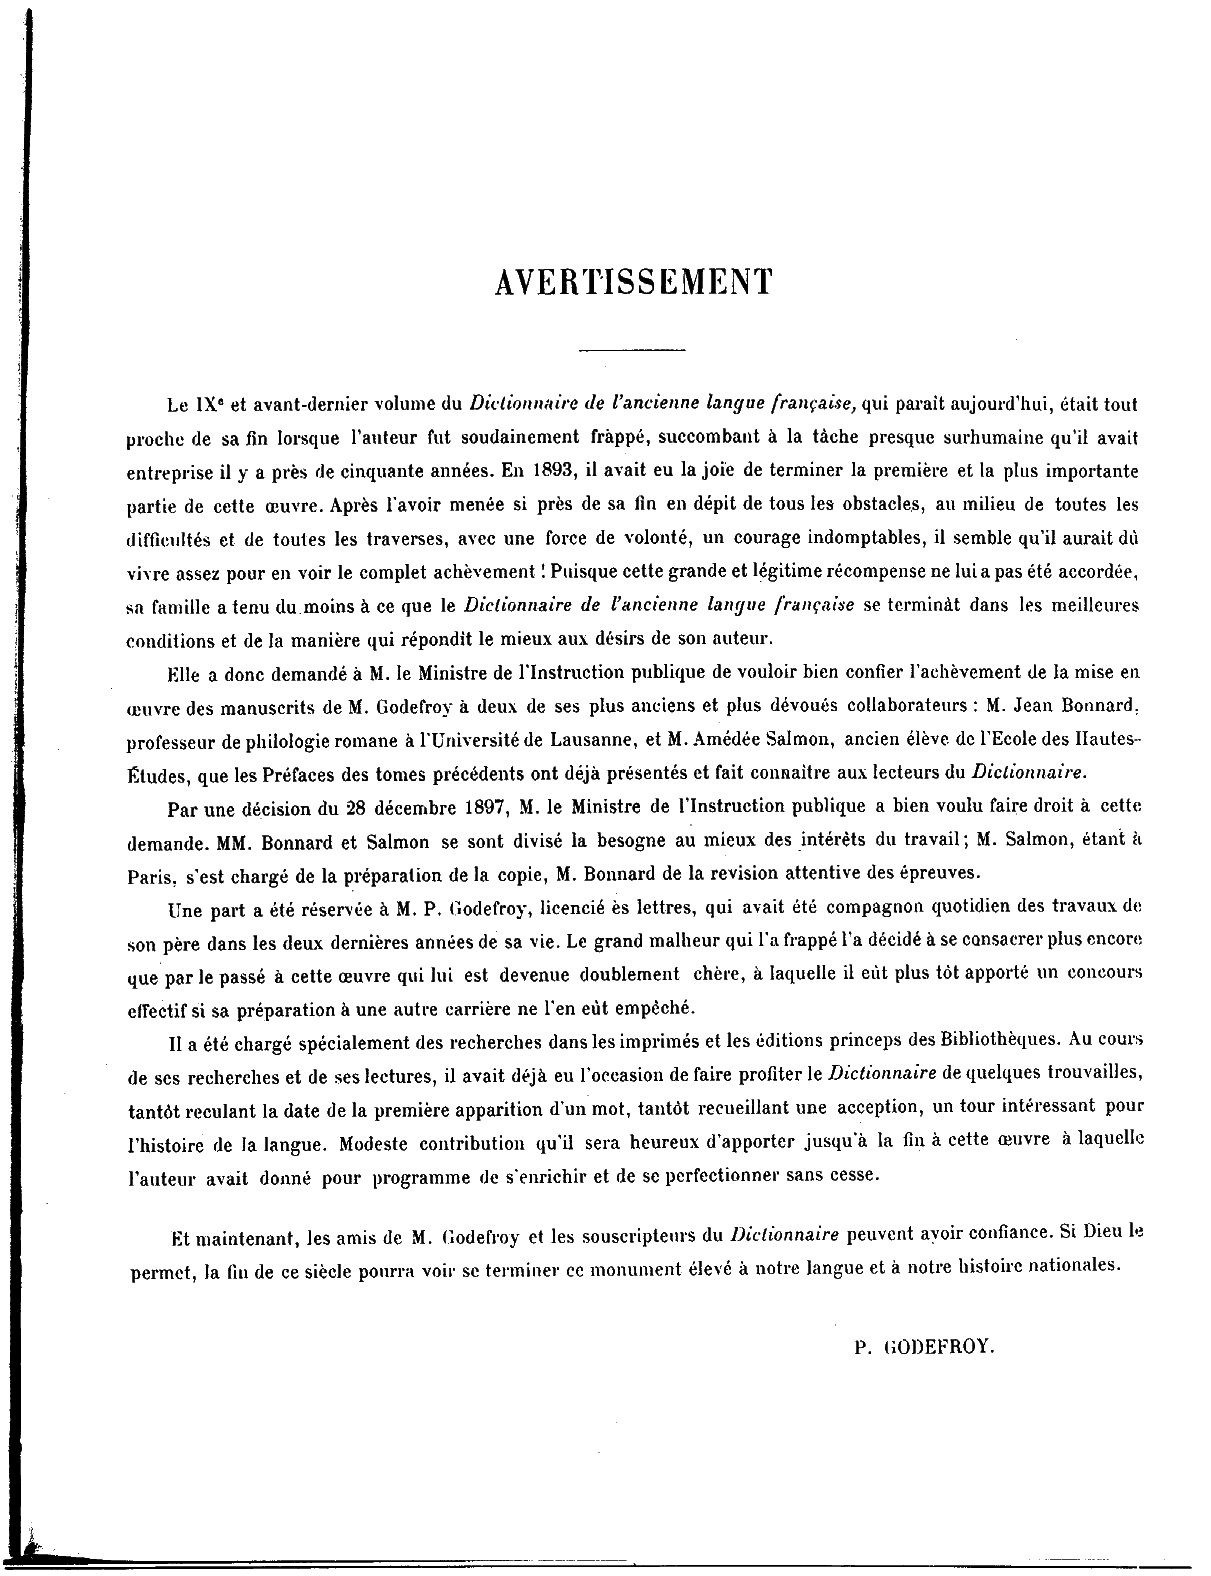 AVERTISSEMENT
Le IXe et avant-dernier volume du Dictionnaire de l'ancienne langue française, qui parait aujourd'hui, était tout
proche de sa fin lorsque l'auteur fut soudainement frappé, succombant à la tâche presque surhumaine qu'il avait
entreprise il y a près de cinquante années. En 1893, il avait eu la joie de terminer la première et la plus importante
partie de cette œuvre. Après l'avoir menée si près de sa fin en dépit de tous les obstacles, au milieu de toutes les
difficultés et de toutes les traverses, avec une force de volonté, un courage indomptables, il semble qu'il aurait dû
vivre assez pour en voir le complet achèvement ! Puisque cette grande et légitime récompense ne lui a pas été accordée,
sa famille a tenu du moins à ce que le Dictionnaire de l'ancienne langue française se terminât dans les meilleures
conditions et de la manière qui répondit le mieux aux désirs de son auteur.
Elle a donc demandé à M. le Ministre de l'Instruction publique de vouloir bien confier l'achèvement de la mise en
œuvre des manuscrits de M. Godefroy à deux de ses plus anciens et plus dévoués collaborateurs : M. Jean Bonnard,
professeur de philologie romane à l'Université de Lausanne, et M. Amédée Salmon, ancien élève de l'Ecole des Hautes-
Études, que les Préfaces des tomes précédents ont déjà présentés et fait connaître aux lecteurs du Dictionnaire.
Par une décision du 28 décembre 1897, M. le Ministre de l'Instruction publique a bien voulu faire droit à cette
demande. MM. Bonnard et Salmon se sont divisé la besogne au mieux des intérêts du travail ; M. Salmon, étant à
Paris, s'est chargé de la préparation de la copie, M. Bonnard de la revision attentive des épreuves.
Une part a été réservée à M. P. Godefroy, licencié ès lettres, qui avait été compagnon quotidien des travaux de
son père dans les deux dernières années de sa vie. Le grand malheur qui l'a frappé l'a décidé à se consacrer plus encore
que par le passé à cette œuvre qui lui est devenue doublement chère, à laquelle il eût plus tôt apporté un concours
effectif si sa préparation à une autre carrière ne l'en eût empêché.
Il a été chargé spécialement des recherches dans les imprimés et les éditions princeps des Bibliothèques. Au cours
de ses recherches et de ses lectures, il avait déjà eu l'occasion de faire profiter le Dictionnaire de quelques trouvailles,
tantôt reculant la date de la première apparition d'un mot, tantôt recueillant une acception, un tour intéressant pour
l'histoire de la langue. Modeste contribution qu'il sera heureux d'apporter jusqu'à la fin à cette œuvre à laquelle
l'auteur avait donné pour programme de s'enrichir et de se perfectionner sans cesse.
Et maintenant, les amis de M. Godefroy et les souscripteurs du Dictionnaire peuvent avoir confiance. Si Dieu le
permet, la fin de ce siècle pourra voir se terminer ce monument élevé à notre langue et à notre histoire nationales.
P. GODEFROY.